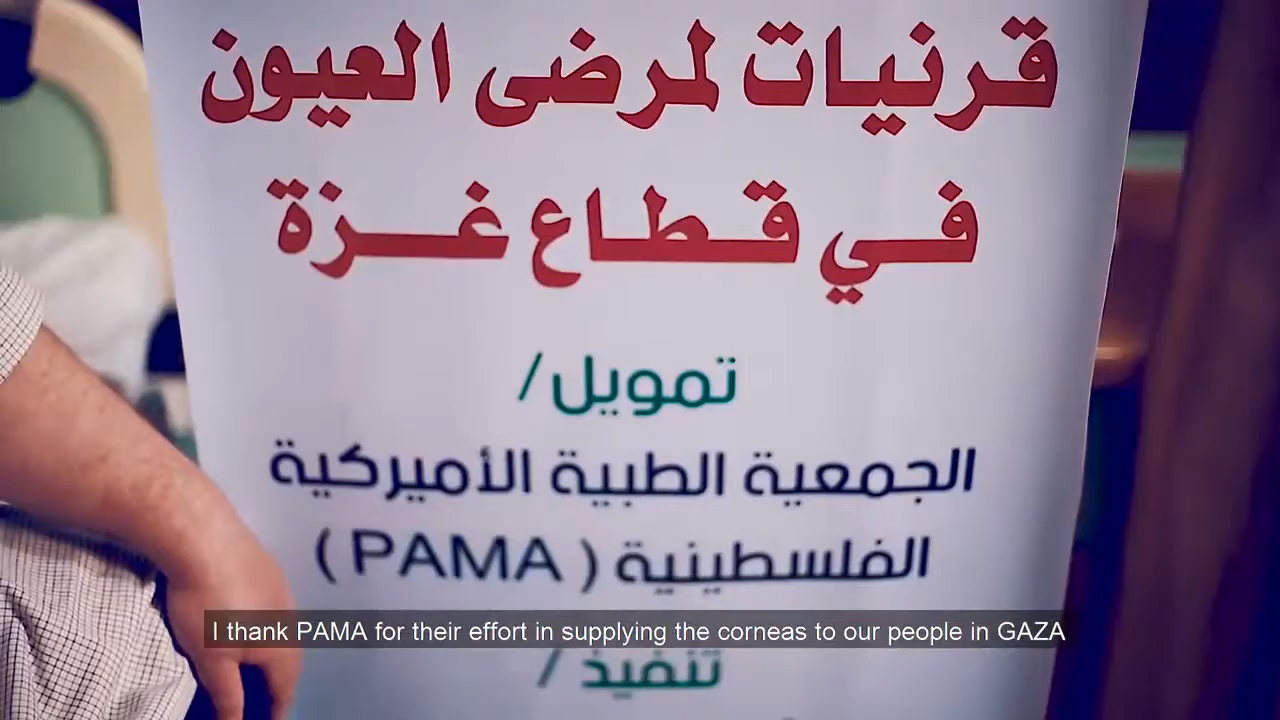 قرنيات لمرضى العيون
في قطاع غزة
تمويل /
الجمعية الطبية الأميركية
الفلسطينية ( PAMA )
I thank PAMA for their effort in supplying the corneas to our people in GAZA
تنفيذ /